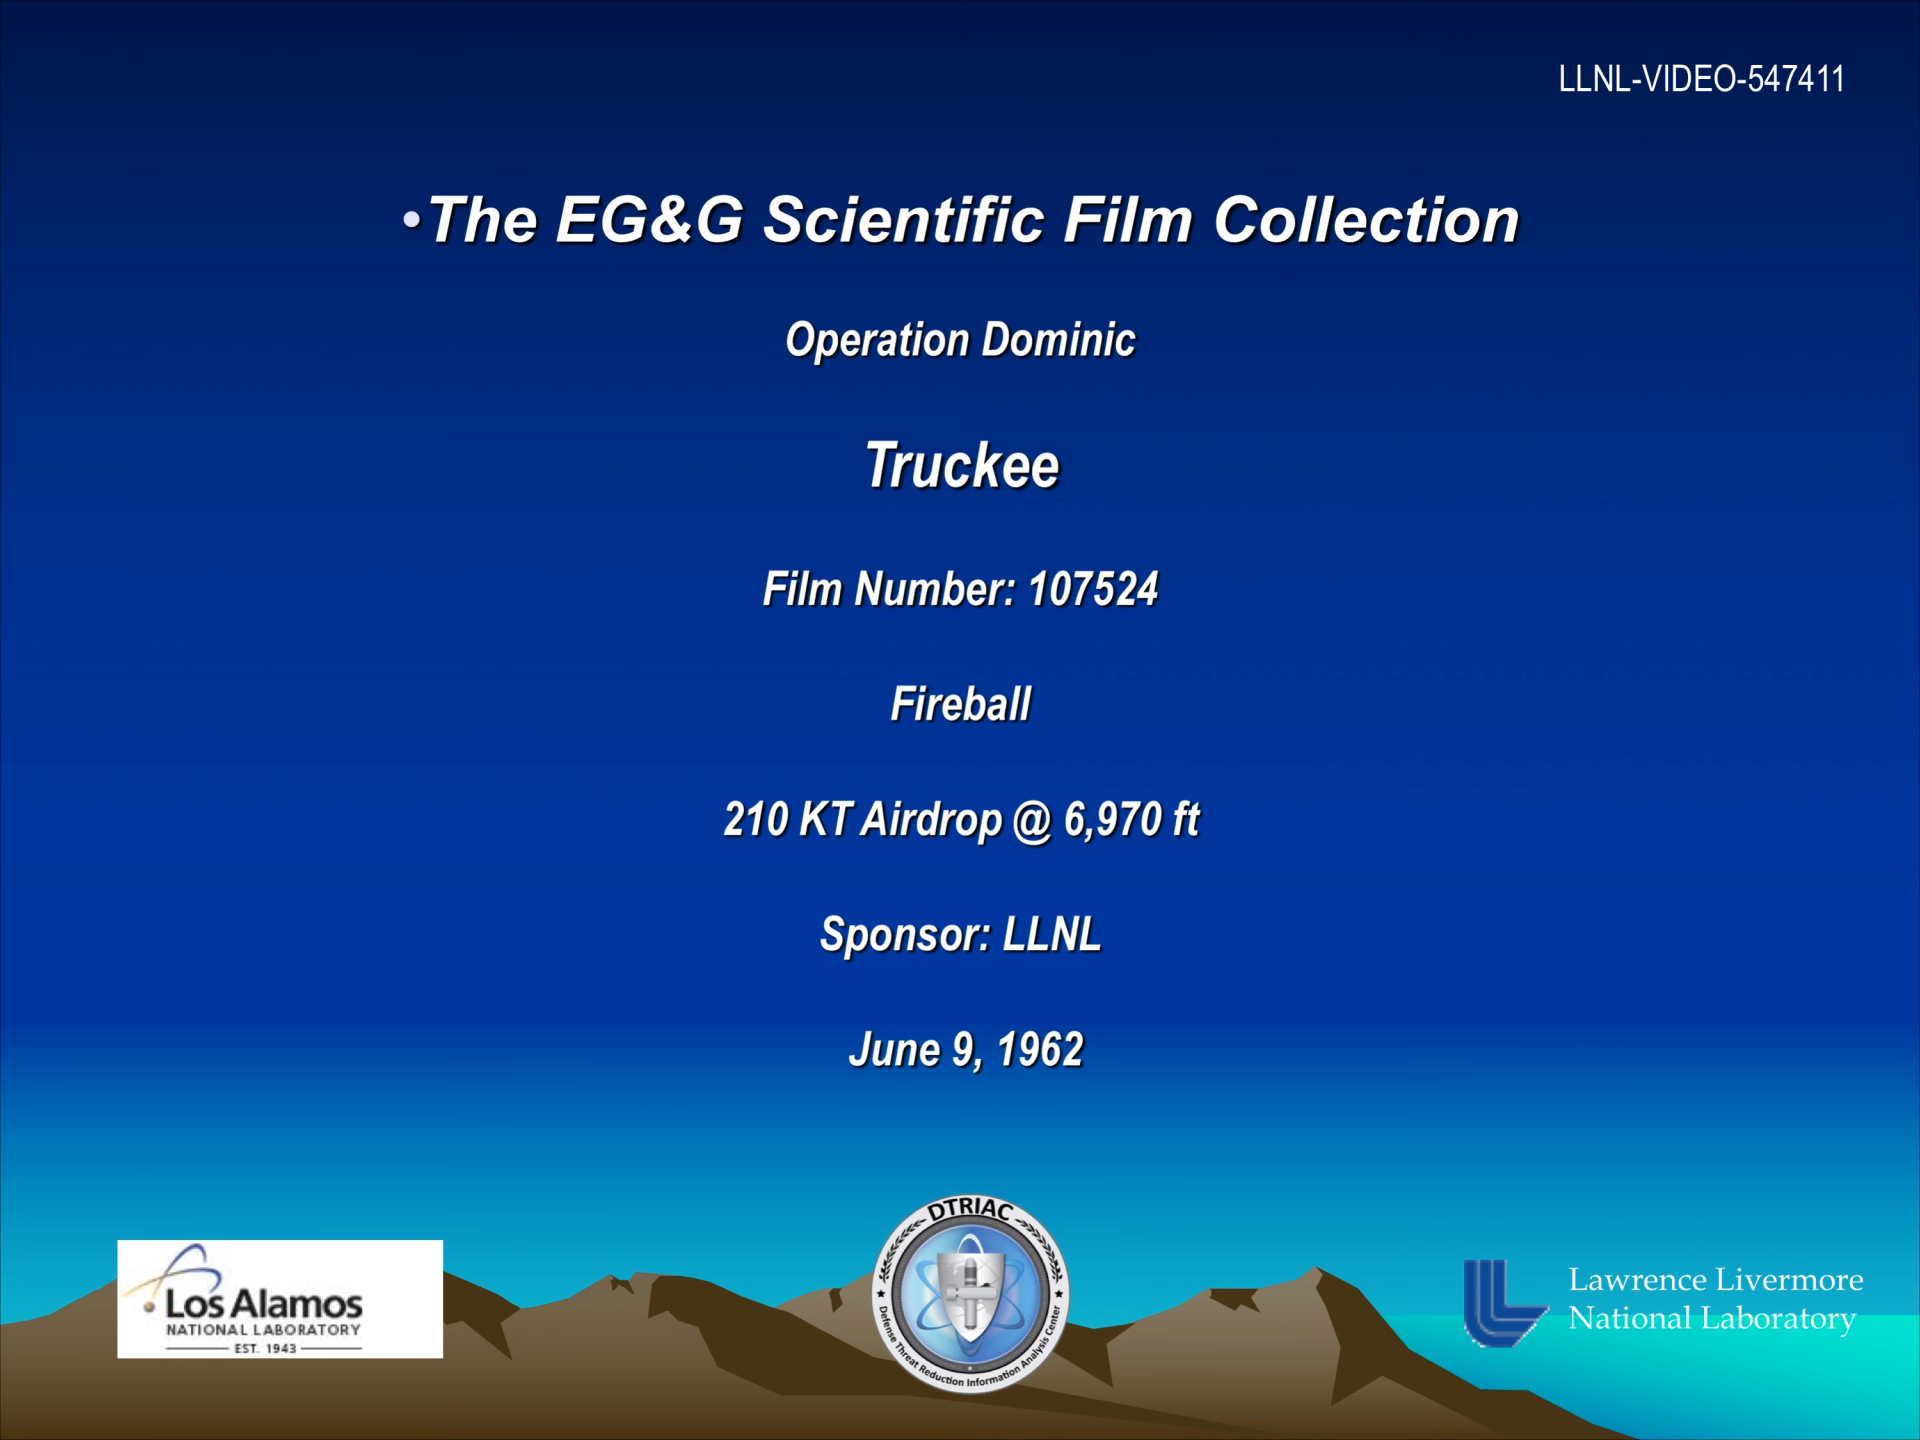 LLNL-VIDEO-547411
•The EG&G Scientific Film Collection
Operation Dominic
Truckee
Film Number: 107524
Fireball
210 KT Airdrop @ 6,970 ft
Sponsor: LLNL
June 9, 1962
Los Alamos
NATIONAL LABORATORY
EST. 1943
DTRIAC
Defense Threat Reduction Information Analysis Center
Lawrence Livermore
National Laboratory